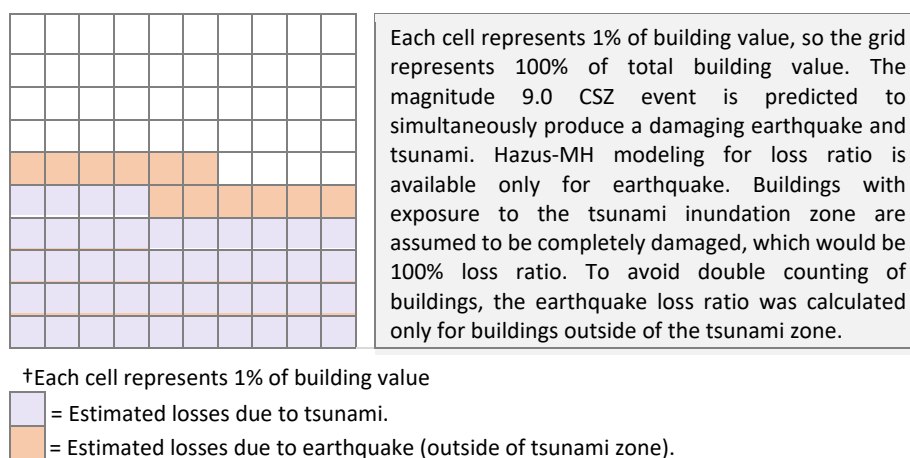 Each cell represents 1% of building value, so the grid
represents 100% of total building value. The
magnitude 9.0 CSZ event is predicted to
simultaneously produce a damaging earthquake and
tsunami. Hazus-MH modeling for loss ratio is
available only for earthquake. Buildings with
exposure to the tsunami inundation zone are
assumed to be completely damaged, which would be
100% loss ratio. To avoid double counting of
buildings, the earthquake loss ratio was calculated
only for buildings outside of the tsunami zone.
†Each cell represents 1% of building value
= Estimated losses due to tsunami.
= Estimated losses due to earthquake (outside of tsunami zone).